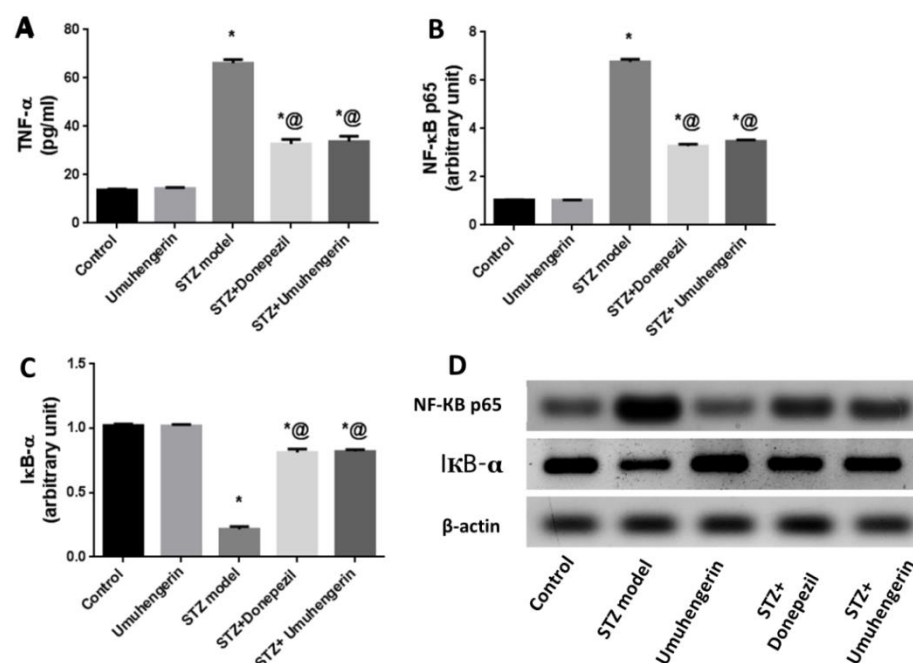 A
TNF-α
(pg/ml)
80
60
40
20
0
*
*@
*@
Control
Umuhengerin
STZ model
STZ+Donepezil
STZ+ Umuhengerin
B
NF-κB p65
(arbitrary unit)
8
6
4
2
0
*
*@
*@
Control
Umuhengerin
STZ model
STZ+Donepezil
STZ+ Umuhengerin
C
IκB-α
(arbitrary unit)
1.5
1.0
0.5
0.0
*
*@
*@
Control
Umuhengerin
STZ model
STZ+Donepezil
STZ+ Umuhengerin
D
NF-KB p65
IκB-α
β-actin
Control
STZ model
Umuhengerin
STZ+
Donepezil
STZ+
Umuhengerin